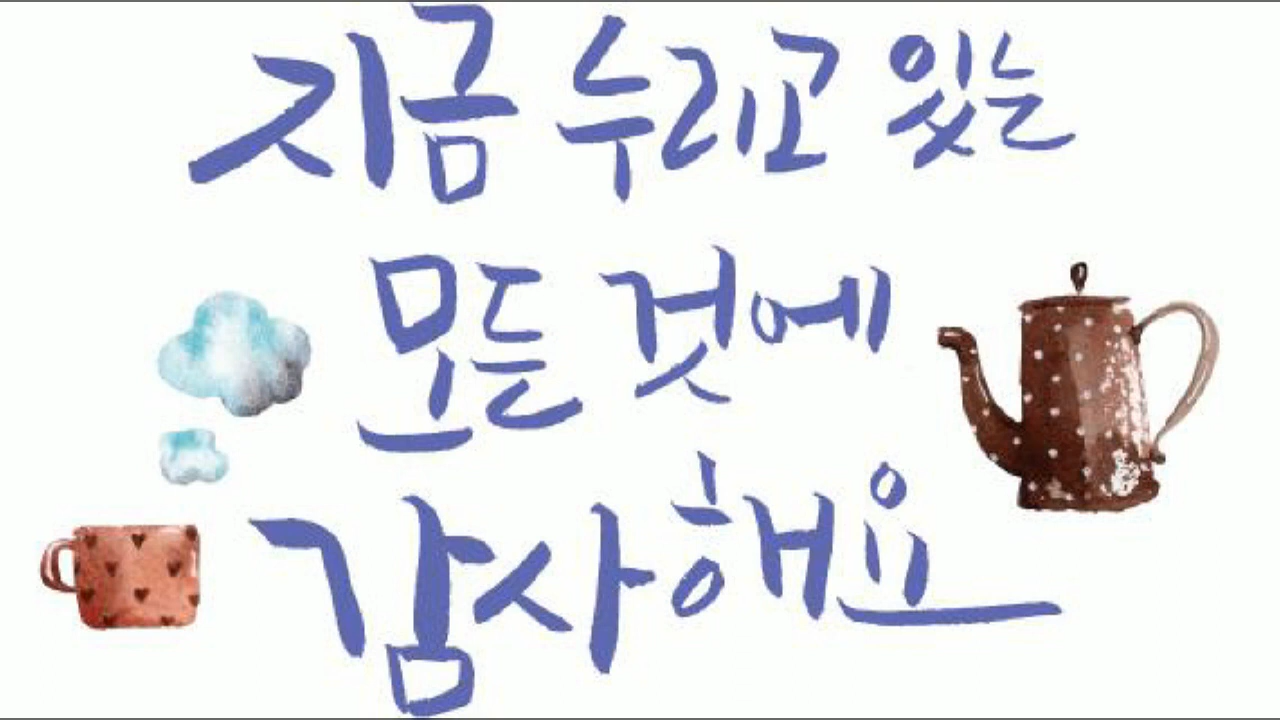 지금 누리고 있는
모든 것에
감사해요